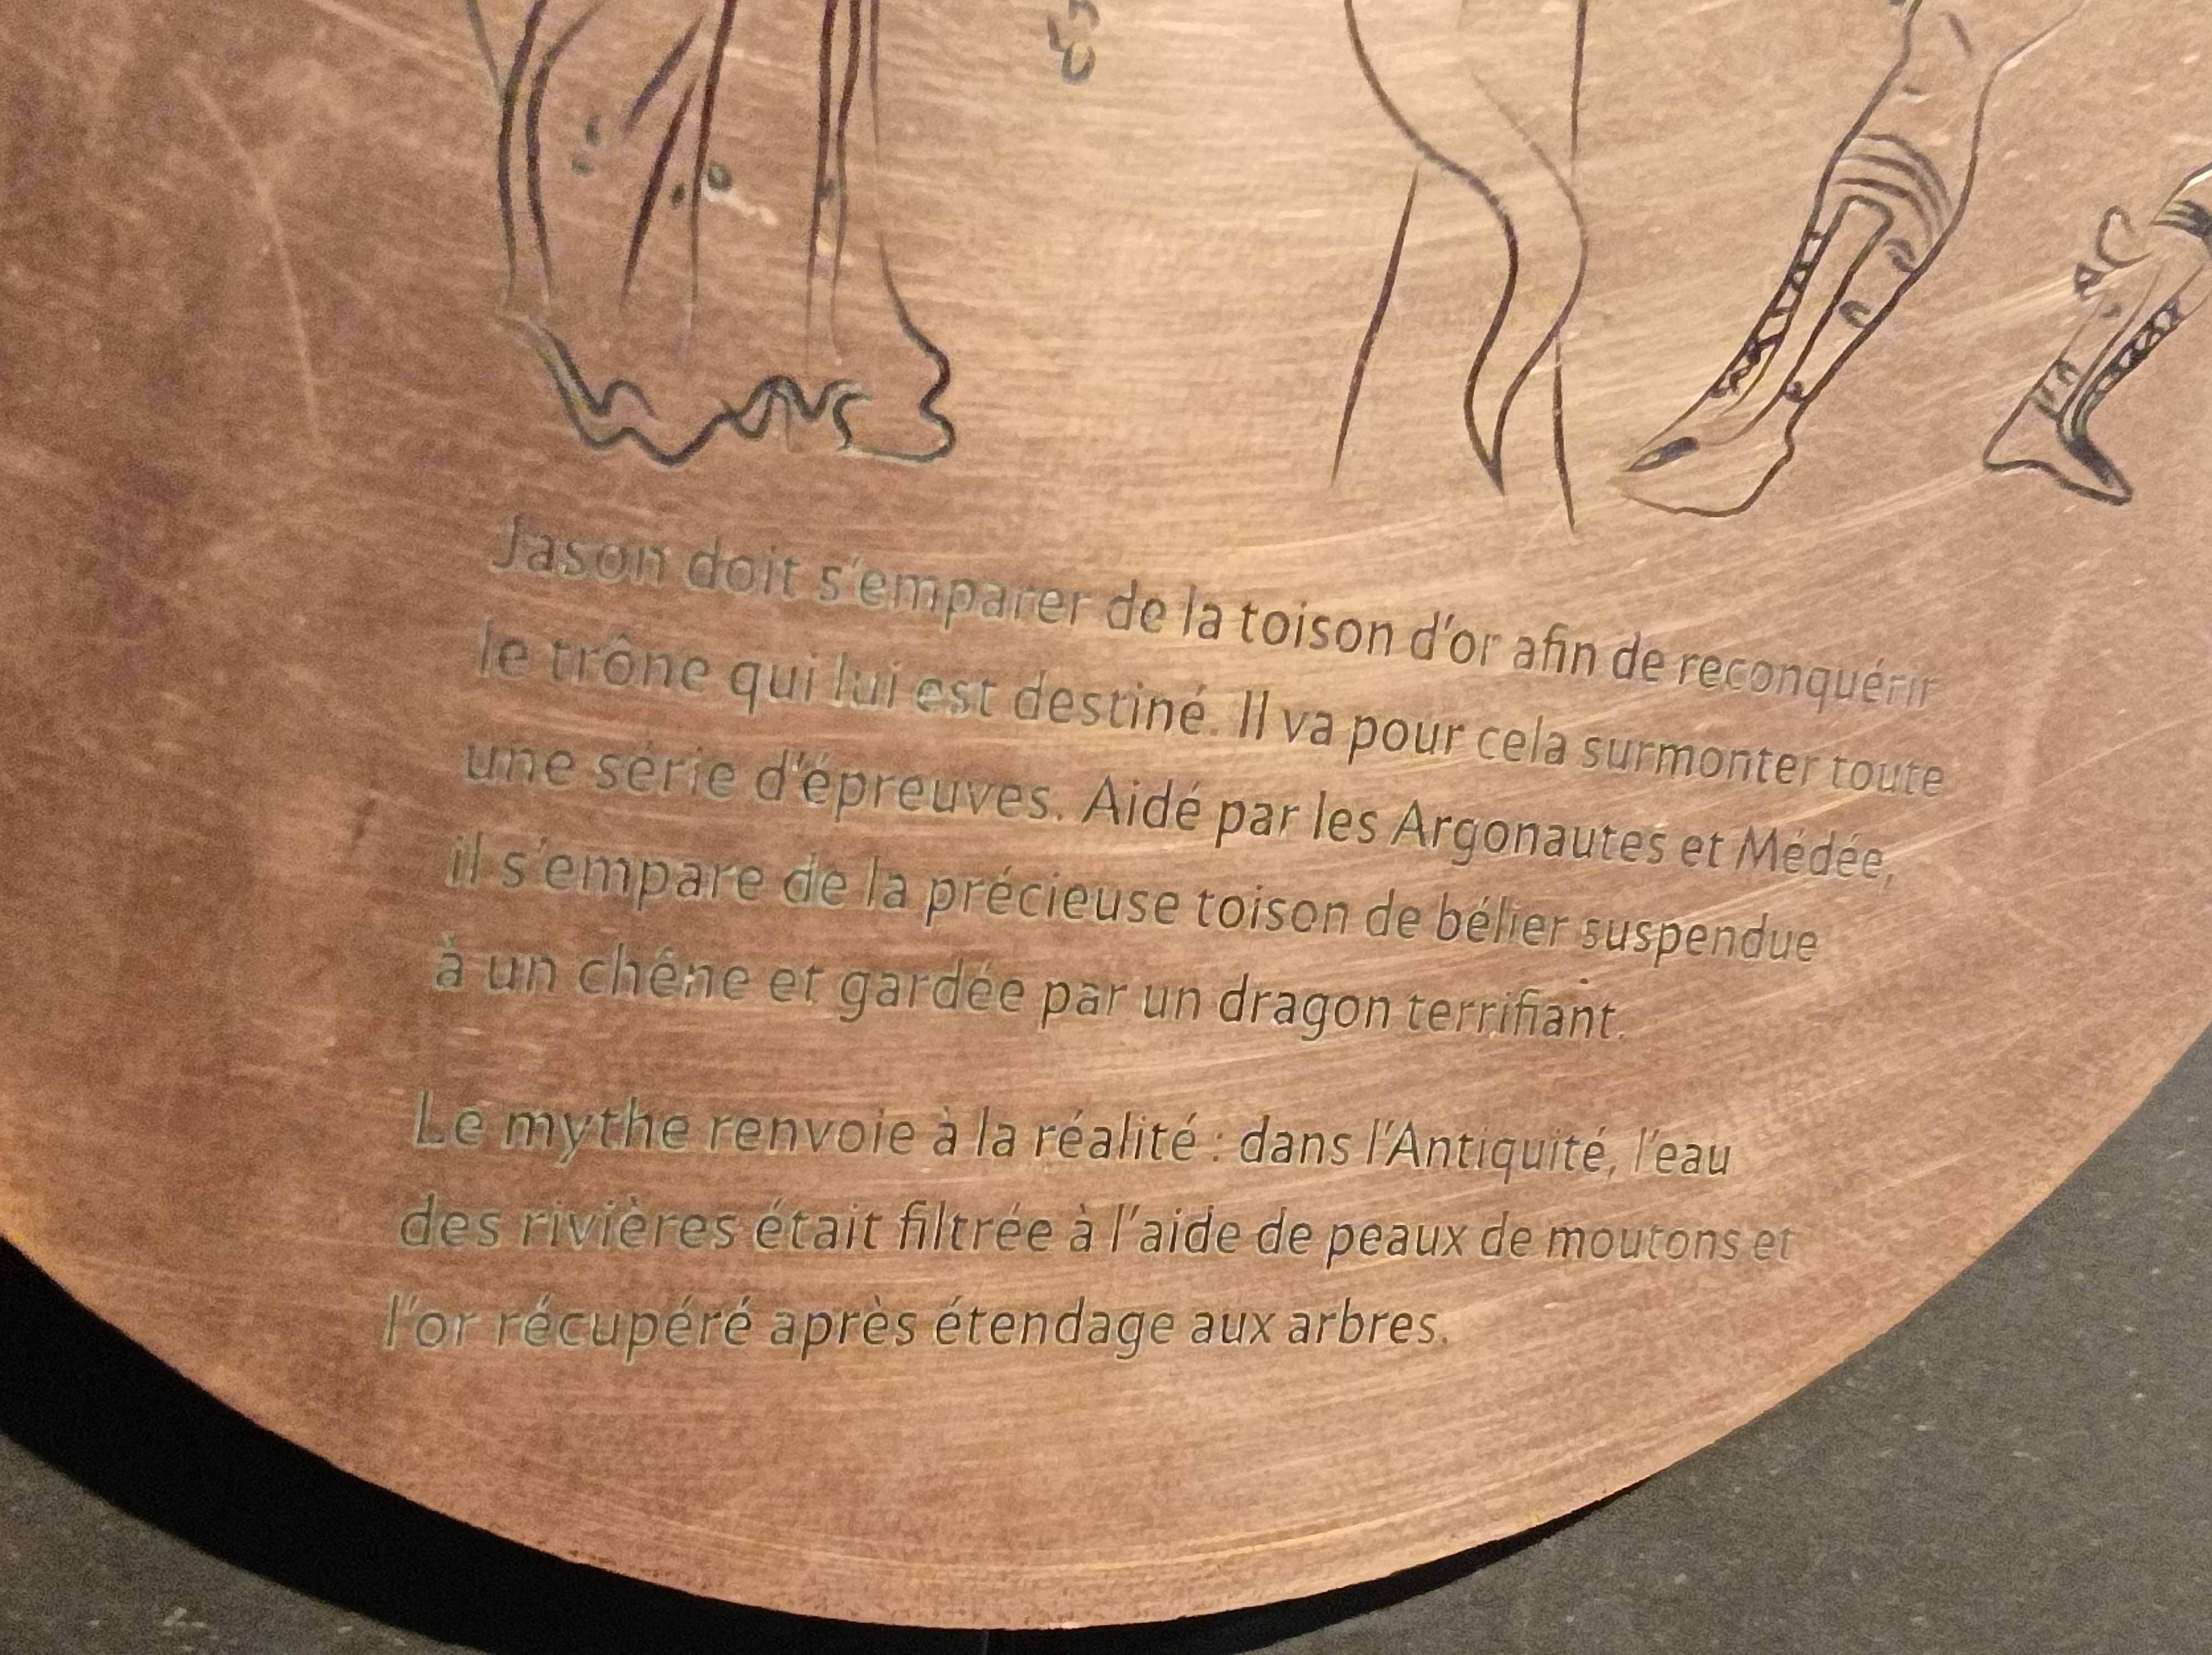 Jason doit s'emparer de la toison d'or afin de reconquérir
le trône qui lui est destiné. Il va pour cela surmonter toute
une série d'épreuves. Aidé par les Argonautes et Médée,
il s'empare de la précieuse toison de bélier suspendue
à un chêne et gardée par un dragon terrifiant.
Le mythe renvoie à la réalité : dans l'Antiquité, l'eau
des rivières était filtrée à l'aide de peaux de moutons et
l'or récupéré après étendage aux arbres.